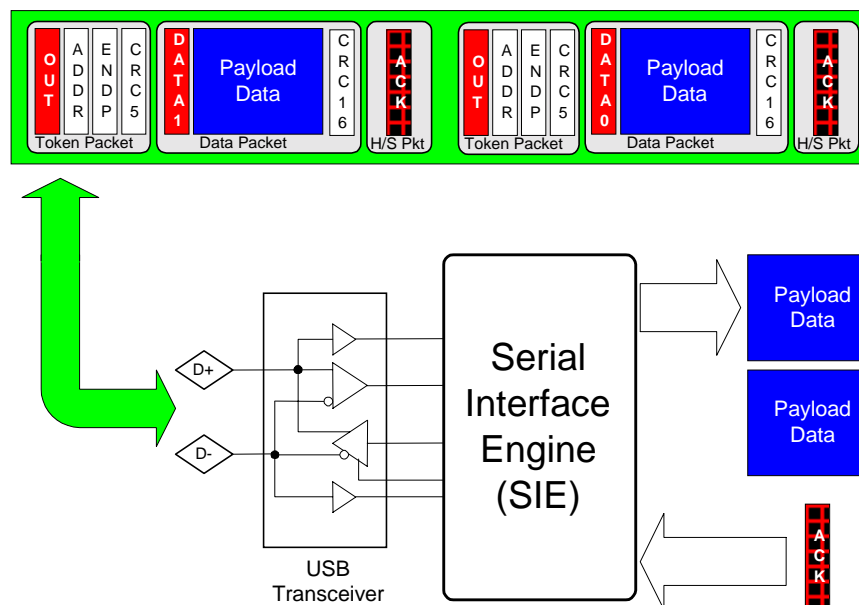 OUT
ADDR
ENDP
CRC5
Token Packet
DATA1
Payload
Data
CRC16
Data Packet
ACK
H/S Pkt
OUT
ADDR
ENDP
CRC5
Token Packet
DATA0
Payload
Data
CRC16
Data Packet
ACK
H/S Pkt
D+
D-
USB
Transceiver
Serial
Interface
Engine
(SIE)
Payload
Data
Payload
Data
ACK